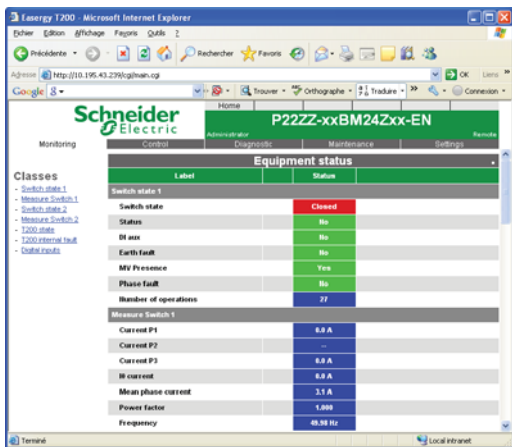 Easergy T200 - Microsoft Internet Explorer
Fichier Edition Affichage Favoris Outils ?
Précédente Rechercher Favoris
Adresse http://10.195.43.239/cgi/main.cgi OK Liens »
Google Trouver Orthographe Traduire » Connexion
Schneider Electric
Home
P22ZZ-xxBM24Zxx-EN
Administrator Remote
Monitoring Control Diagnostic Maintenance Settings
Equipment status
Classes
Switch state 1
Measure Switch 1
Switch state 2
Measure Switch 2
T200 state
T200 internal fault
Digital inputs
Label Status
Switch state 1
Switch state Closed
Status No
DI aux No
Earth fault No
MV Presence Yes
Phase fault No
Number of operations 27
Measure Switch 1
Current P1 0.0 A
Current P2 --
Current P3 0.0 A
IH current 0.0 A
Mean phase current 3.1 A
Power factor 1.000
Frequency 49.98 Hz
Terminé Local intranet